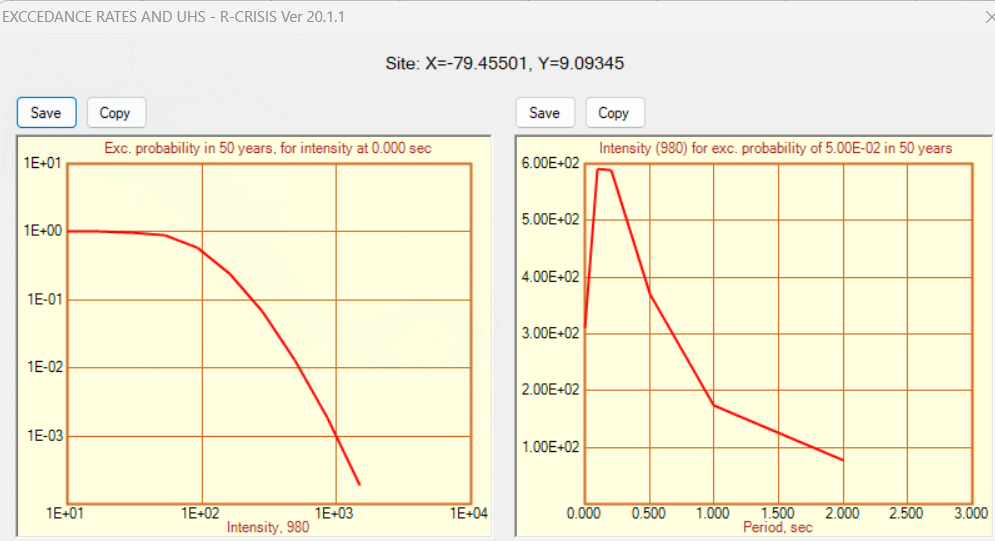 EXCCEDANCE RATES AND UHS - R-CRISIS Ver 20.1.1
Site: X=-79.45501, Y=9.09345
Save Copy
Exc. probability in 50 years, for intensity at 0.000 sec
1E+01
1E+00
1E-01
1E-02
1E-03
1E+01 1E+02 1E+03 1E+04
Intensity, 980
Save Copy
Intensity (980) for exc. probability of 5.00E-02 in 50 years
6.00E+02
5.00E+02
4.00E+02
3.00E+02
2.00E+02
1.00E+02
0.000 0.500 1.000 1.500 2.000 2.500 3.000
Period, sec